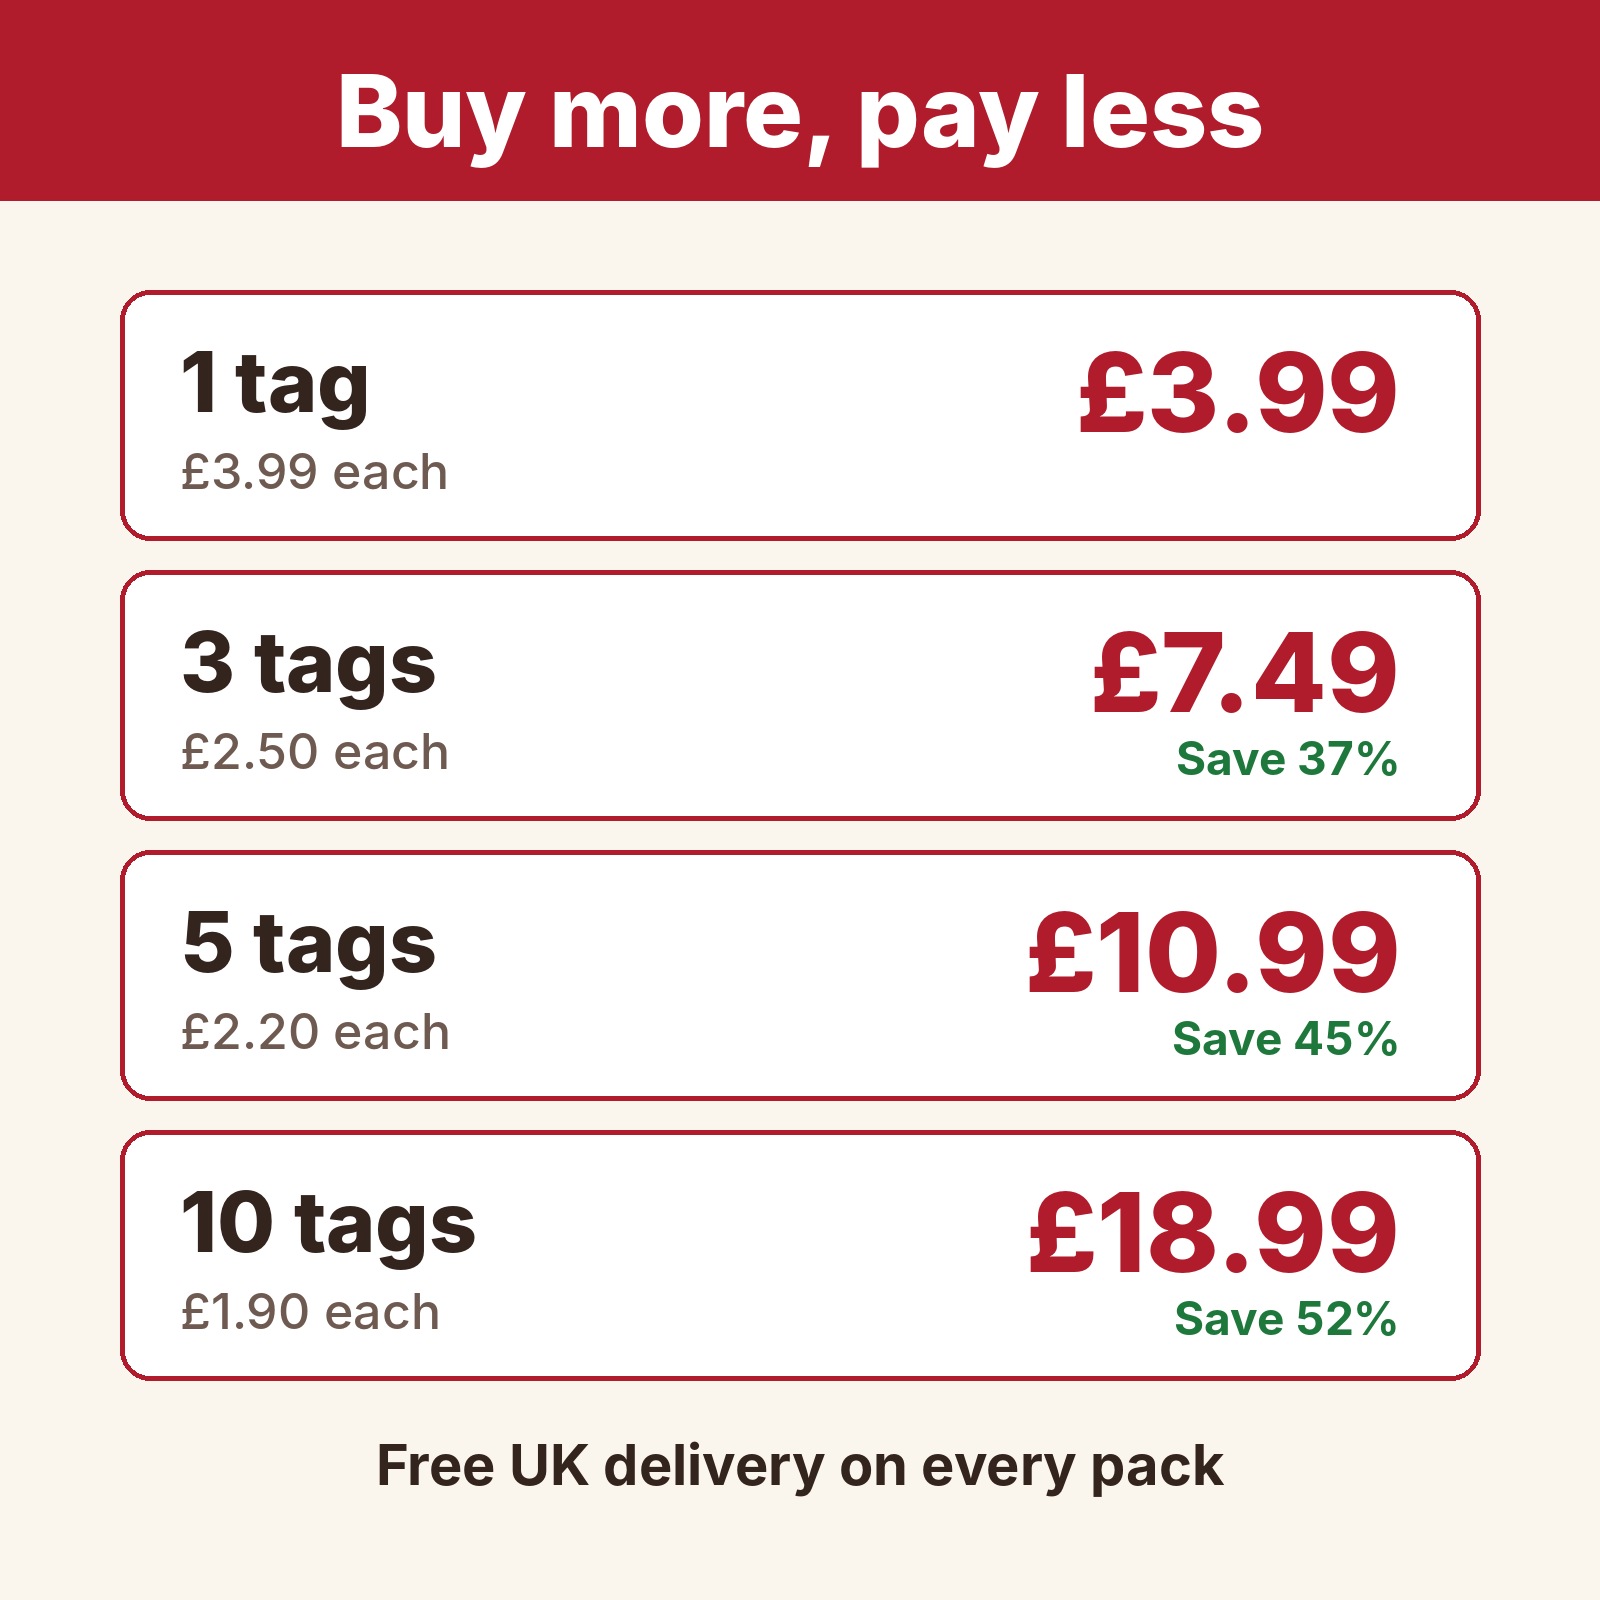 Buy more, pay less
1 tag
£3.99
£3.99 each
3 tags
£7.49
£2.50 each
Save 37%
5 tags
£10.99
£2.20 each
Save 45%
10 tags
£18.99
£1.90 each
Save 52%
Free UK delivery on every pack